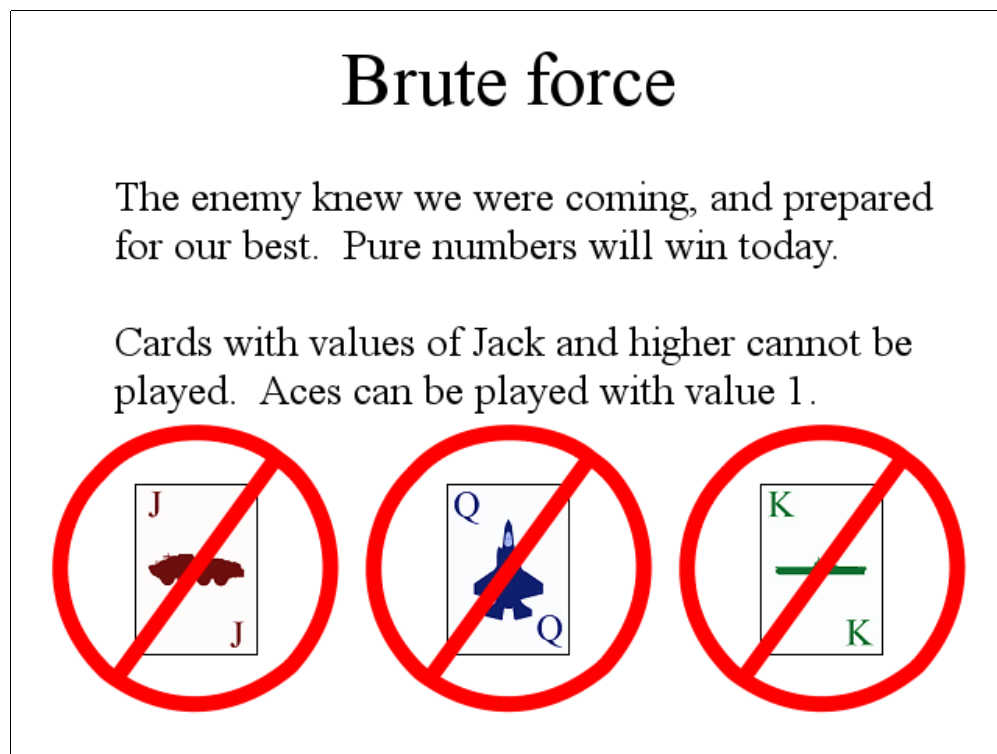 Brute force
The enemy knew we were coming, and prepared
for our best.  Pure numbers will win today.
Cards with values of Jack and higher cannot be
played.  Aces can be played with value 1.
J Q K
J Q K